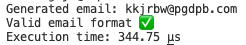 Generated email: kkjrbw@pgdpb.com
Valid email format ✅
Execution time: 344.75 µs